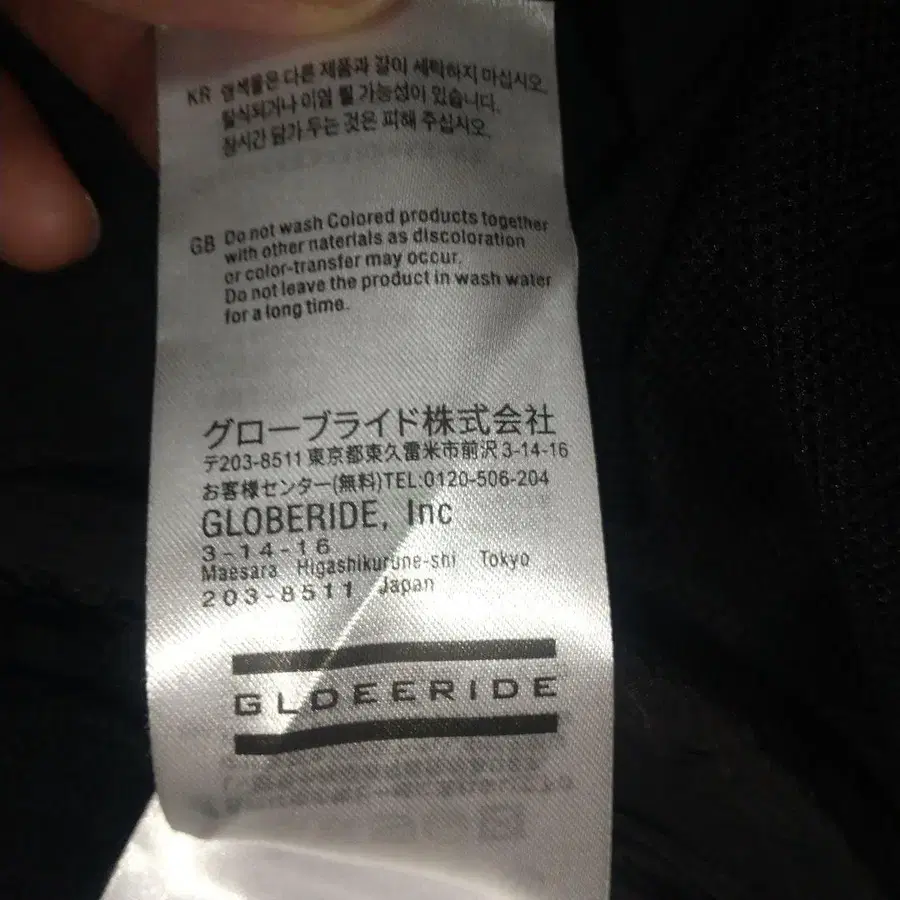 KR 염색물은 다른 제품과 같이 세탁하지 마십시오.
탈식되거나 이염 될 가능성이 있습니다.
장시간 담가 두는 것은 피해 주십시오.
GB Do not wash Colored products together
with other naterials as discoloration
or color-transfer may occur.
Do not leave the product in wash water
for a long time.
グローブライド株式会社
〒203-8511 東京都東久雷米市前沢3-14-16
お客様センター(無料)TEL:0120-506-204
GLOBERIDE, Inc
3-14-16
Maesara Higashikurune-shi Tokyo
203-8511 Japan
GLOEERIDE